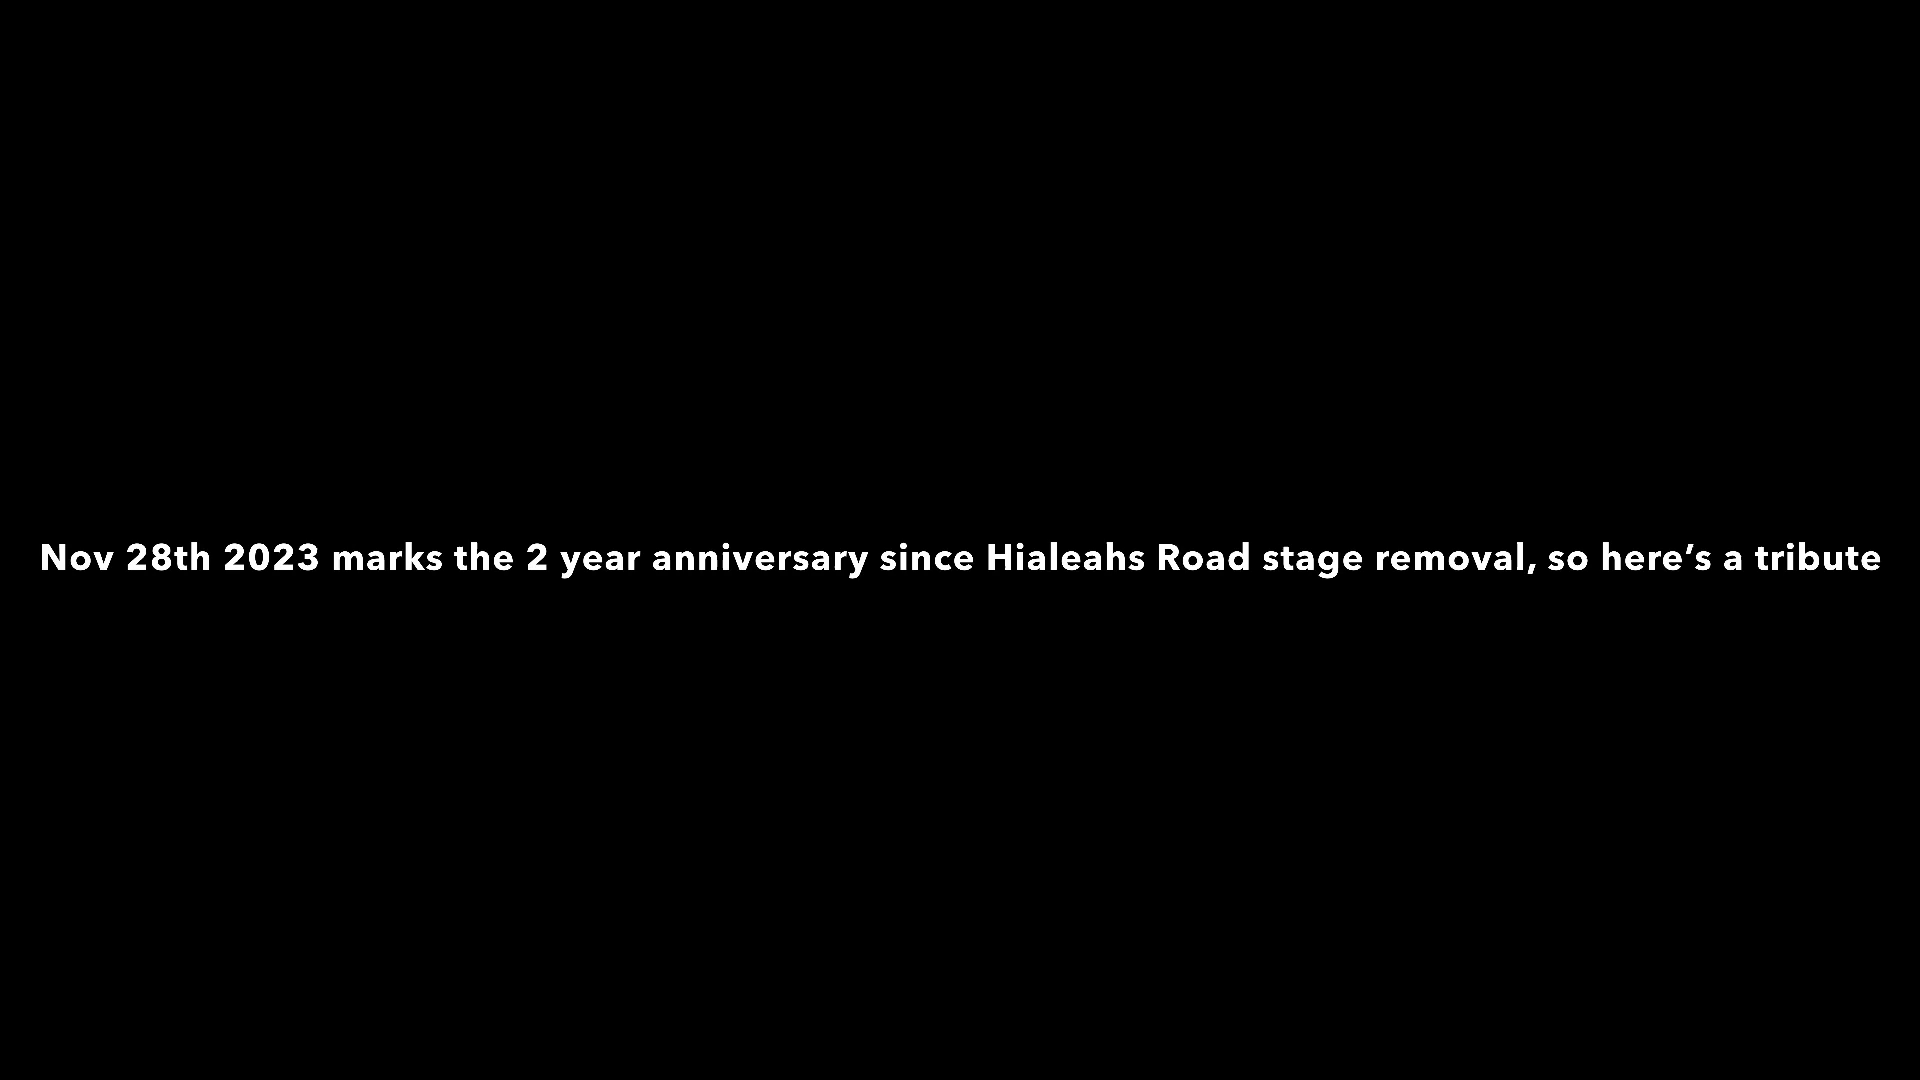 Nov 28th 2023 marks the 2 year anniversary since Hialeahs Road stage removal, so here’s a tribute